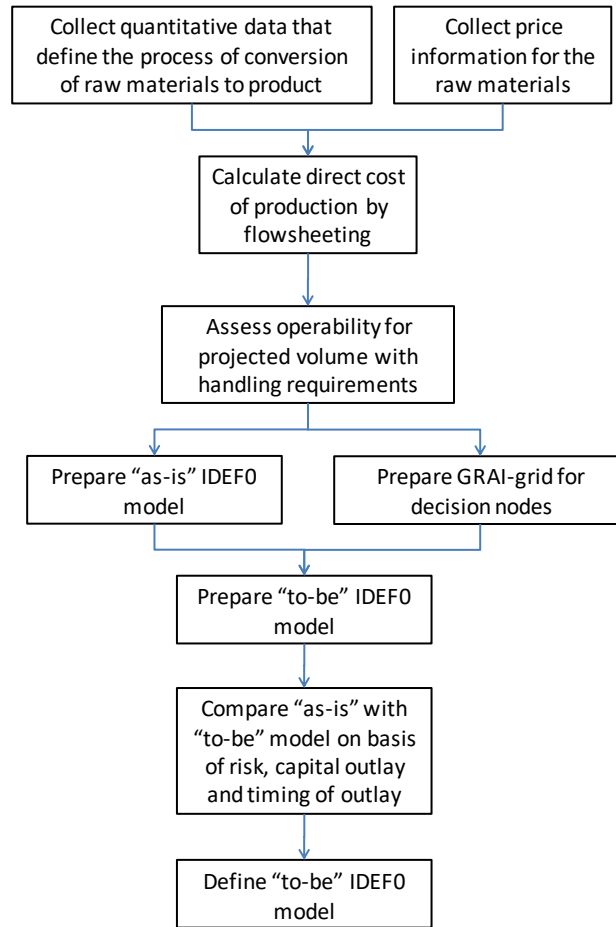 Collect quantitative data that
define the process of conversion
of raw materials to product
Collect price
information for the
raw materials
Calculate direct cost
of production by
flowsheeting
Assess operability for
projected volume with
handling requirements
Prepare “as-is” IDEF0
model
Prepare GRAI-grid for
decision nodes
Prepare “to-be” IDEF0
model
Compare “as-is” with
“to-be” model on basis
of risk, capital outlay
and timing of outlay
Define “to-be” IDEF0
model